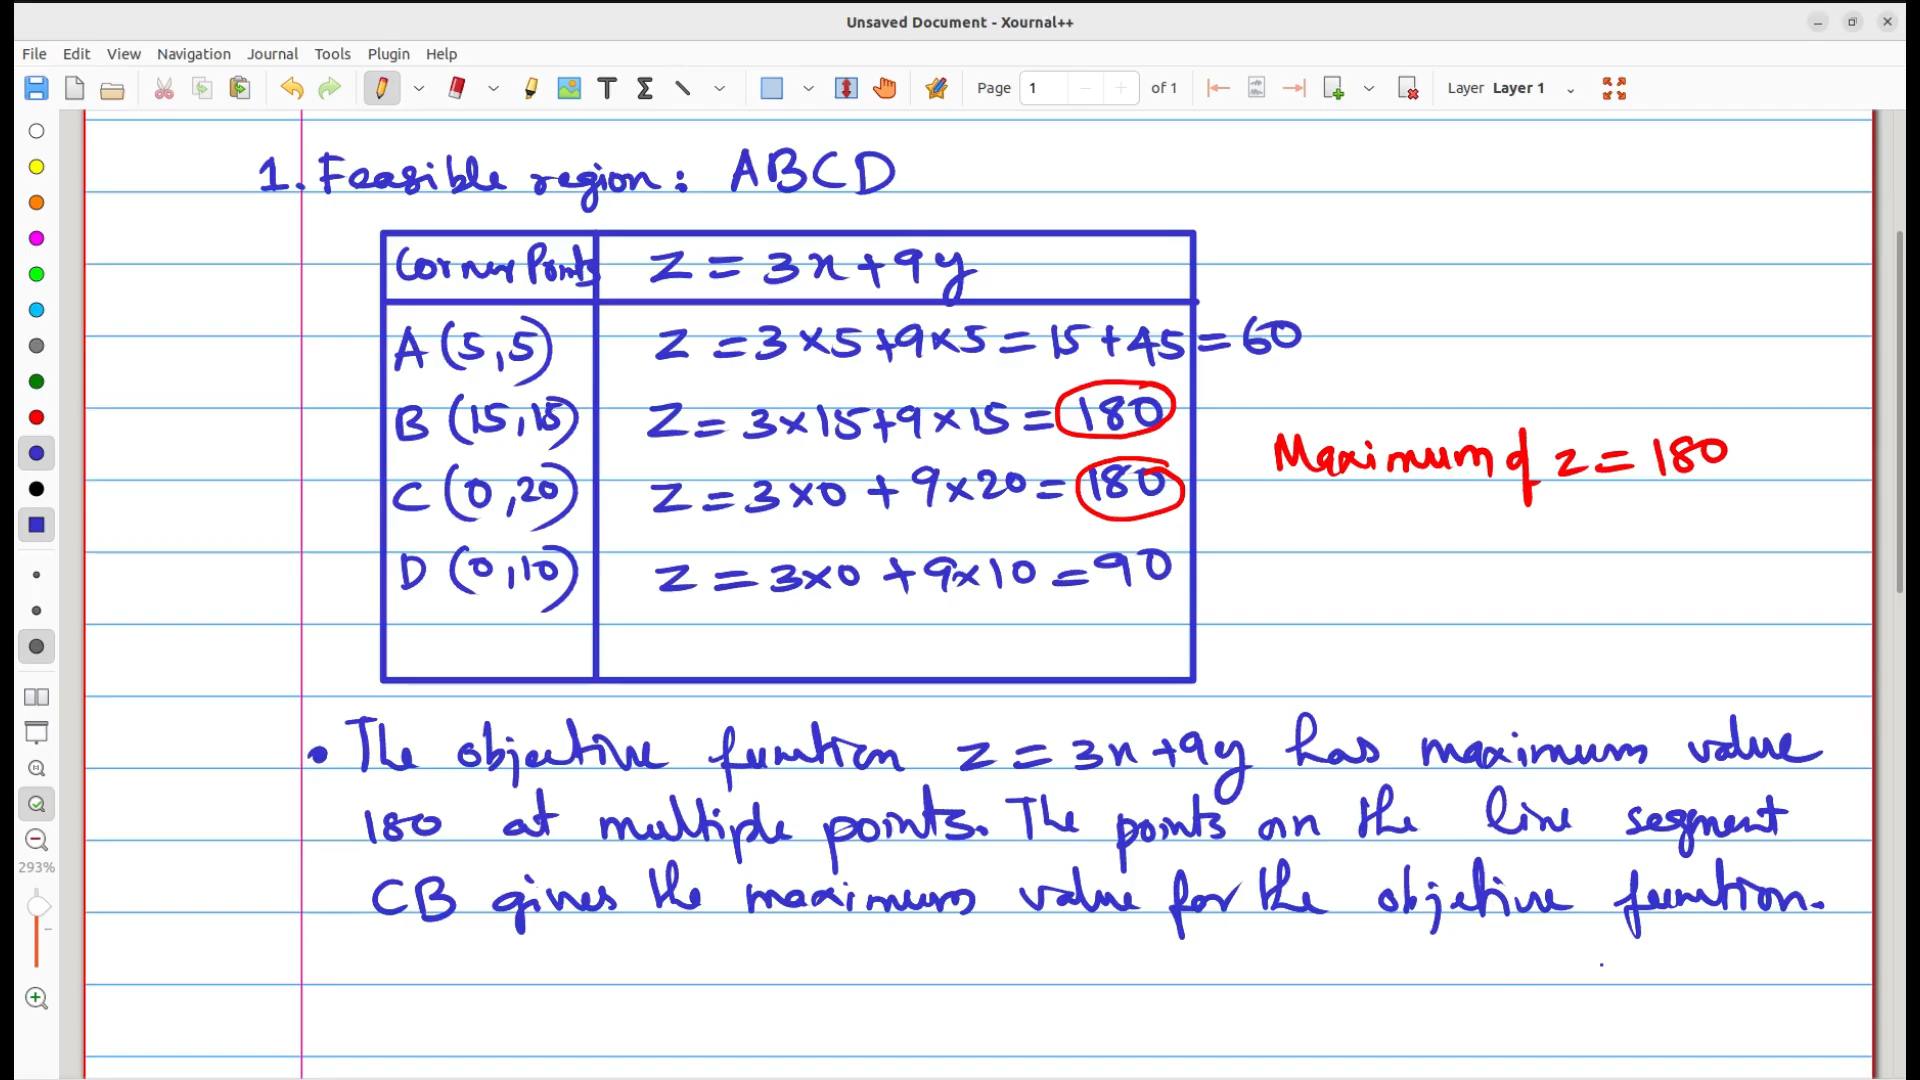 Unsaved Document - Xournal++
File Edit View Navigation Journal Tools Plugin Help
Page 1 of 1 Layer Layer 1
1. Feasible region: ABCD
Corner Points Z = 3x+9y
A (5,5) Z = 3×5+9×5 = 15+45 = 60
B (15,15) Z = 3×15+9×15 = 180
Maximum of z = 180
C (0,20) Z = 3×0 + 9×20 = 180
D (0,10) Z = 3×0 + 9×10 = 90
• The objective function z = 3x+9y has maximum value
180 at multiple points. The points on the line segment
CB gives the maximum value for the objetive function.
293%